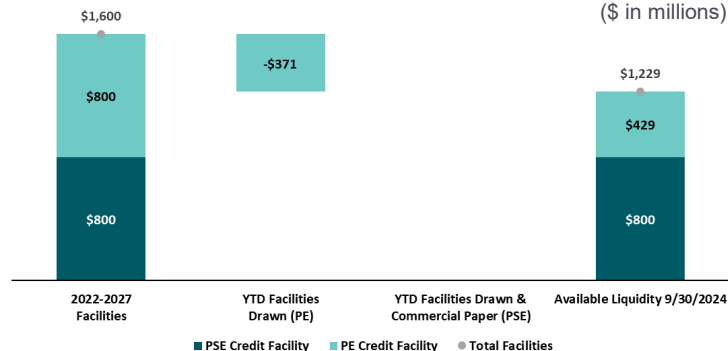 ($ in millions)
$1,600
$800
$800
-$371
$1,229
$429
$800
2022-2027
Facilities
YTD Facilities
Drawn (PE)
YTD Facilities Drawn &
Commercial Paper (PSE)
Available Liquidity 9/30/2024
PSE Credit Facility
PE Credit Facility
Total Facilities